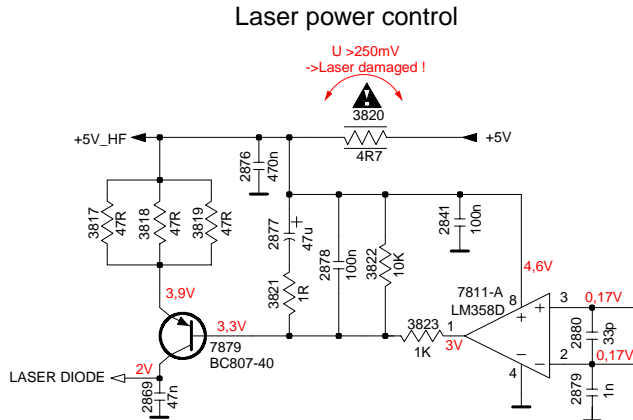 Laser power control
U >250mV
->Laser damaged !
3820
4R7
+5V_HF
+5V
2876
470n
3817
47R
3818
47R
3819
47R
2877
+
47u
2878
100n
3822
10K
2841
100n
3821
1R
4,6V
3,9V
7811-A
LM358D
8
3
0,17V
+
+
3,3V
3823
1
3V
1K
2880
33p
7879
BC807-40
2V
−
−
2
0,17V
4
LASER DIODE
2869
47n
2879
1n